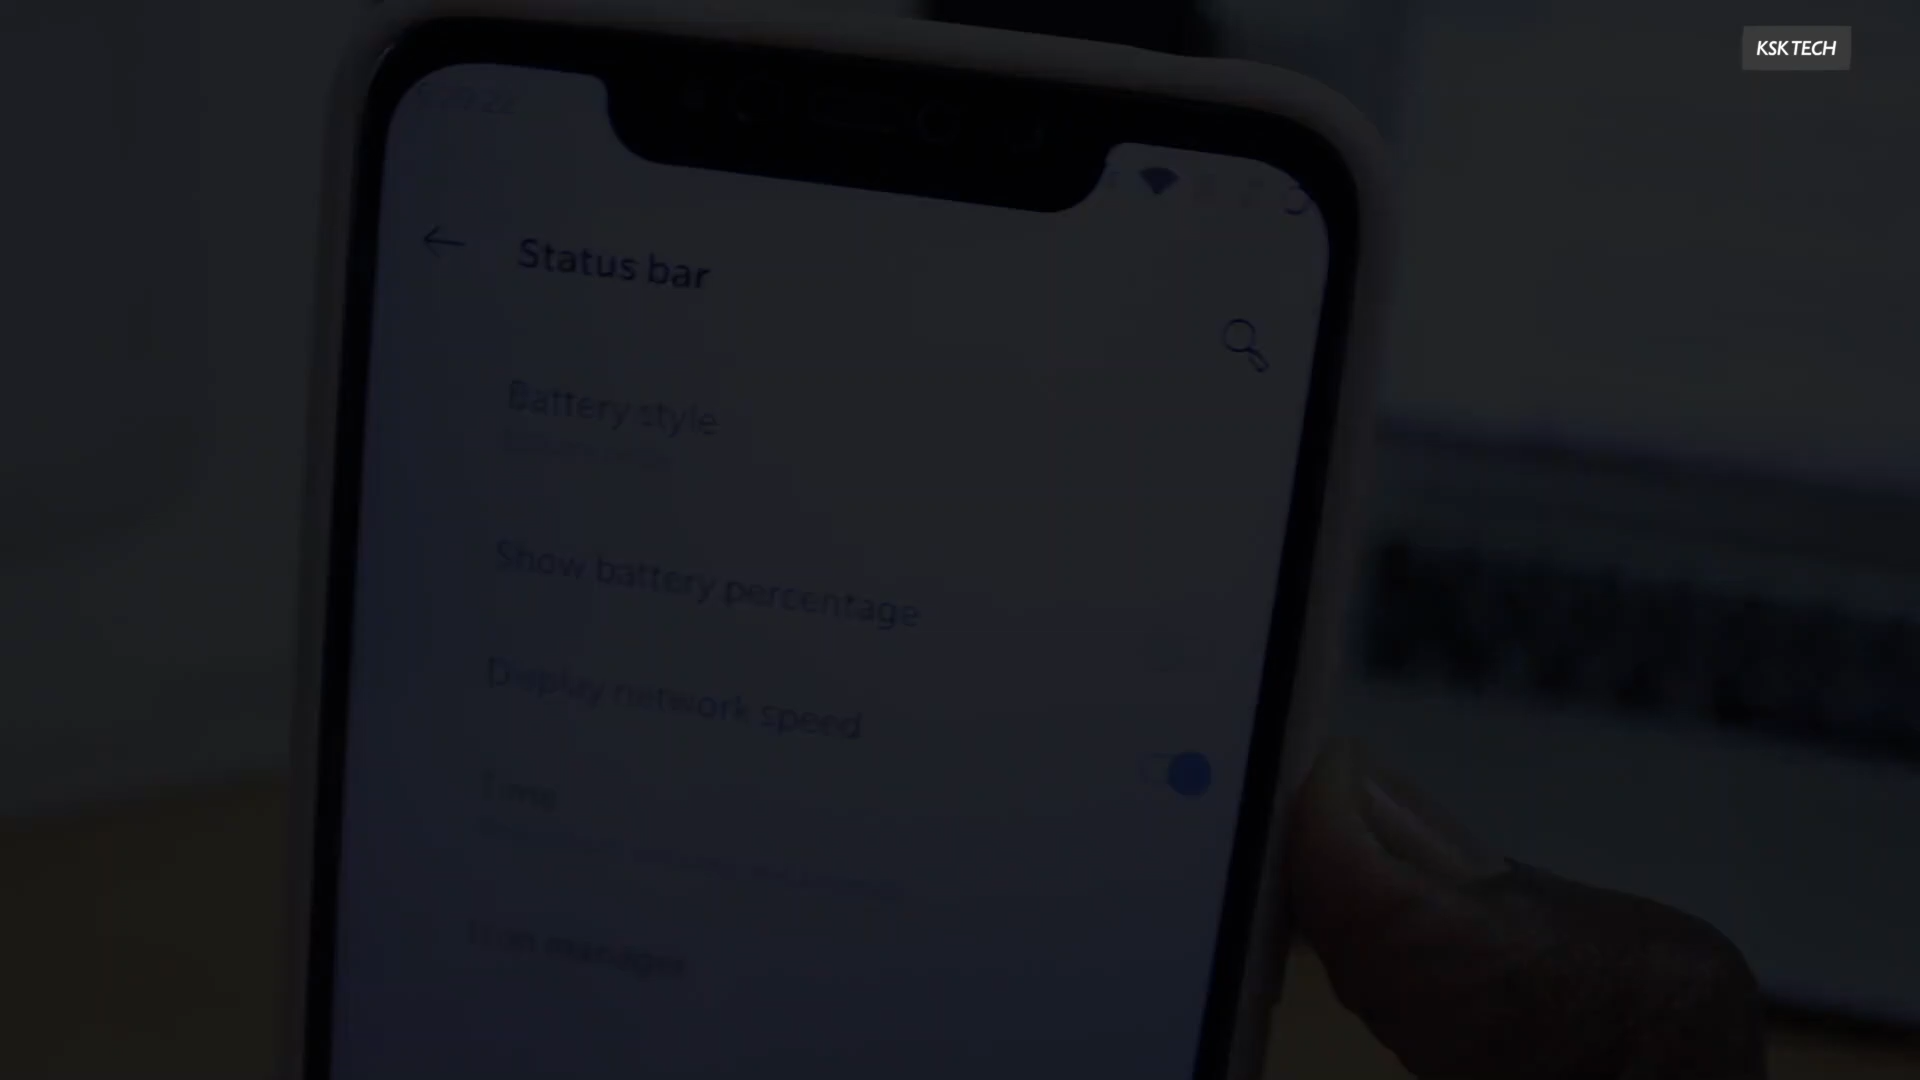 KSK TECH
Status bar
Battery style
Show battery percentage
Display network speed
Time
Icon manager